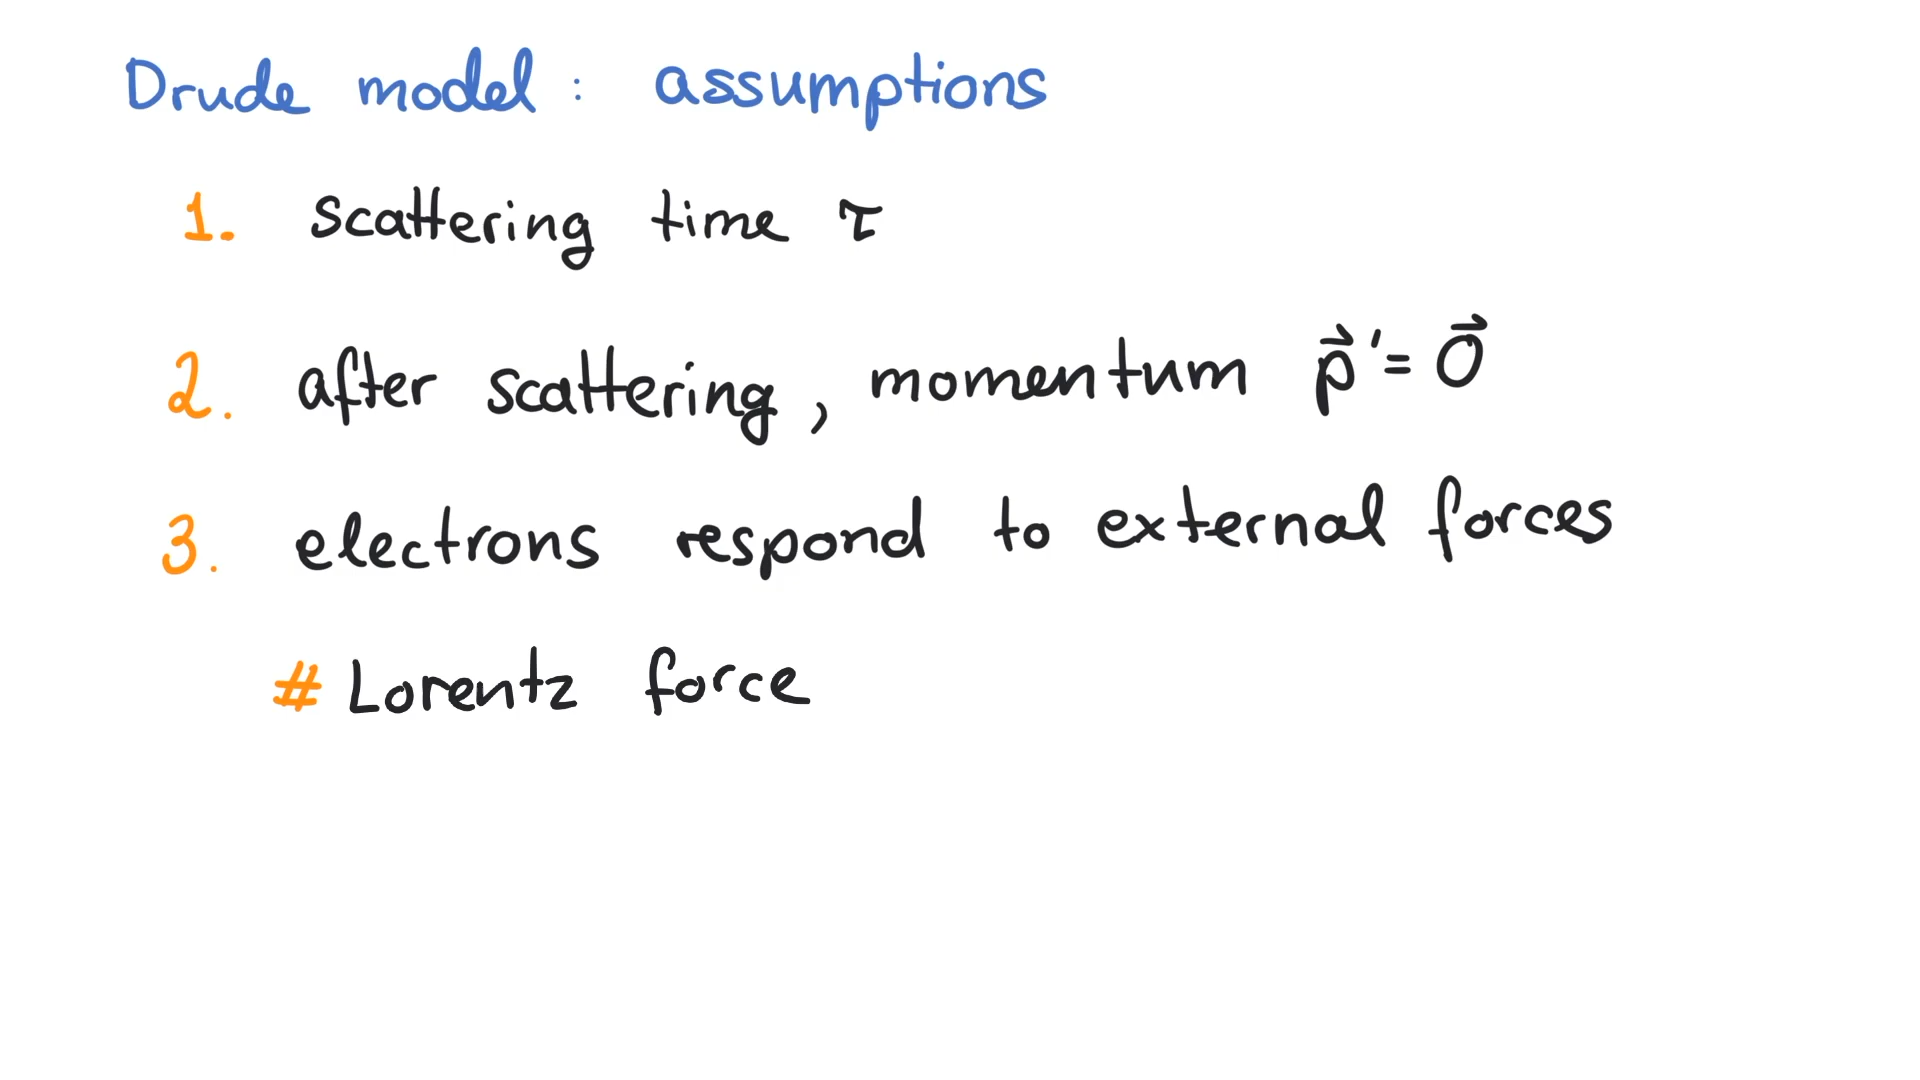 Drude model: assumptions
1. scattering time τ
2. after scattering, momentum p⃗' = 0⃗
3. electrons respond to external forces
# Lorentz force